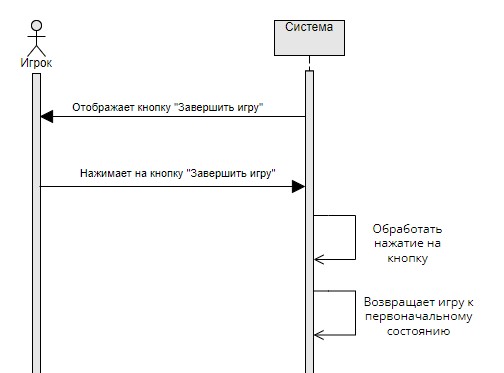 Система
Игрок
Отображает кнопку "Завершить игру"
Нажимает на кнопку "Завершить игру"
Обработать
нажатие на
кнопку
Возвращает игру к
первоначальному
состоянию